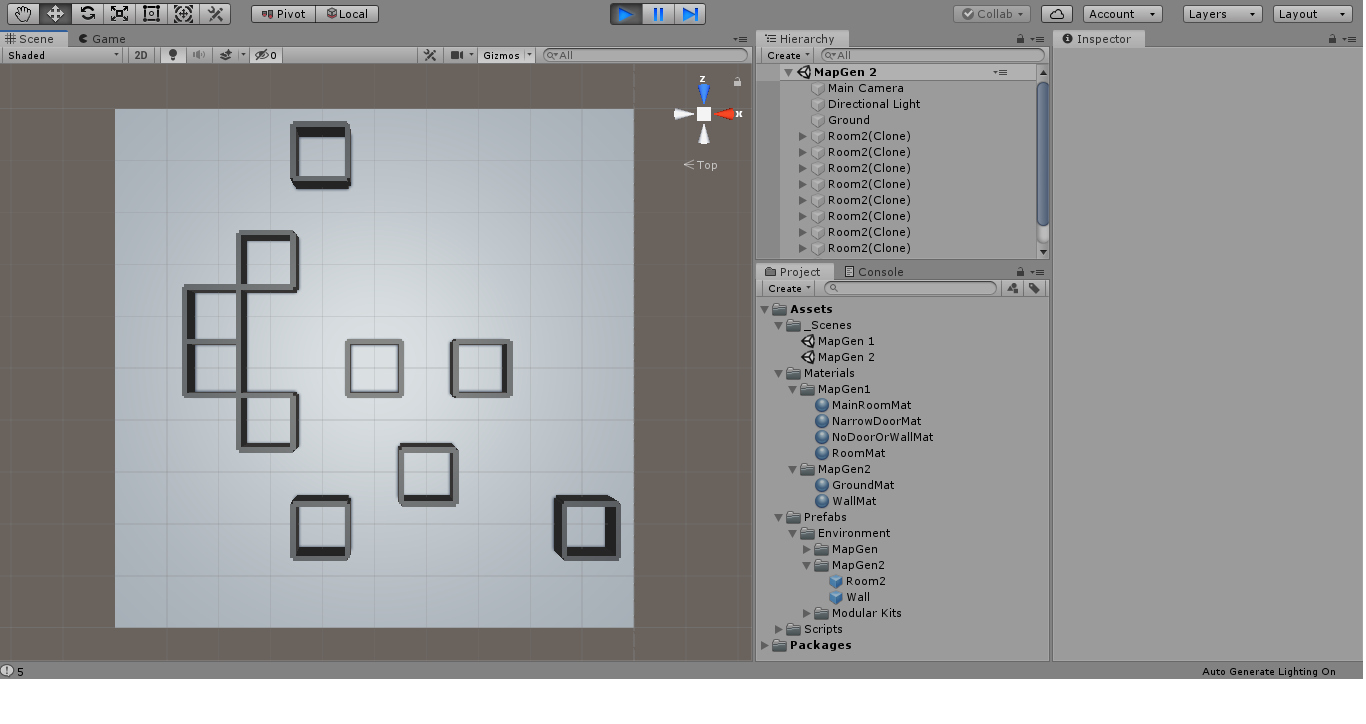 Pivot Local Collab Account Layers Layout
Scene Game
Shaded 2D 0 Gizmos All
z
x
Top
Hierarchy
Create All
MapGen 2
Main Camera
Directional Light
Ground
Room2(Clone)
Room2(Clone)
Room2(Clone)
Room2(Clone)
Room2(Clone)
Room2(Clone)
Room2(Clone)
Room2(Clone)
Project Console
Create
Assets
_Scenes
MapGen 1
MapGen 2
Materials
MapGen1
MainRoomMat
NarrowDoorMat
NoDoorOrWallMat
RoomMat
MapGen2
GroundMat
WallMat
Prefabs
Environment
MapGen
MapGen2
Room2
Wall
Modular Kits
Scripts
Packages
Inspector
5
Auto Generate Lighting On